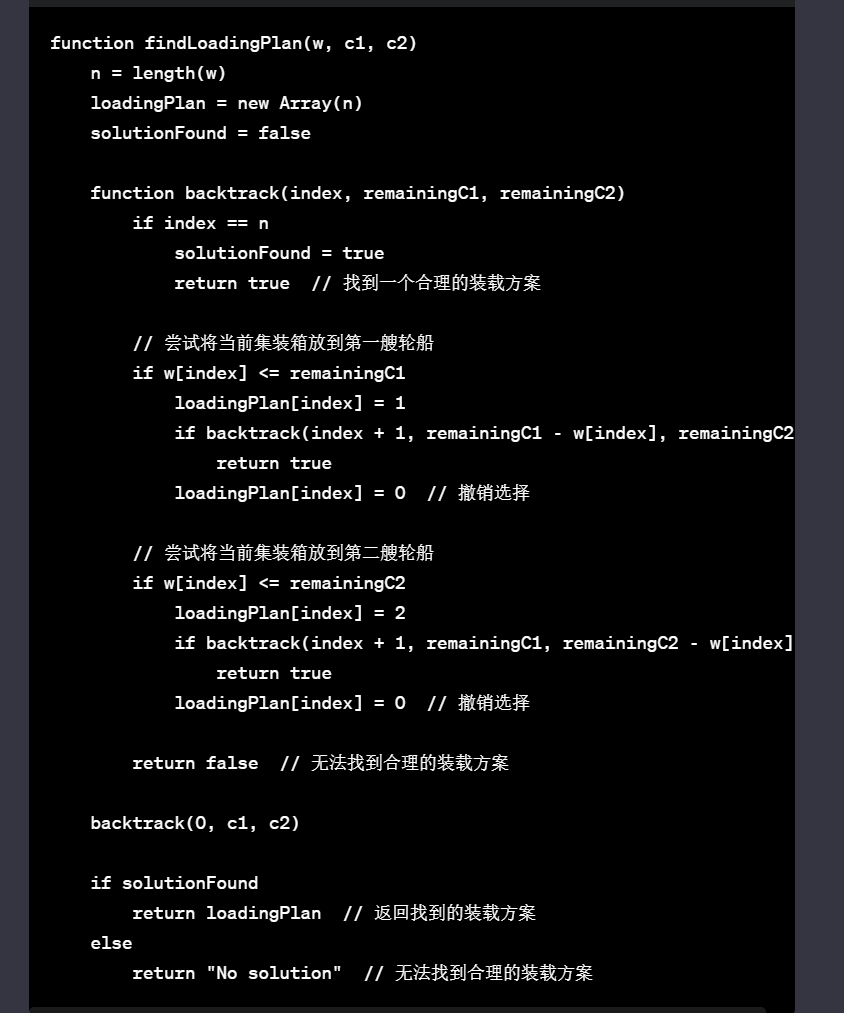 function findLoadingPlan(w, c1, c2)
    n = length(w)
    loadingPlan = new Array(n)
    solutionFound = false

    function backtrack(index, remainingC1, remainingC2)
        if index == n
            solutionFound = true
            return true  // 找到一个合理的装载方案

        // 尝试将当前集装箱放到第一艘轮船
        if w[index] <= remainingC1
            loadingPlan[index] = 1
            if backtrack(index + 1, remainingC1 - w[index], remainingC2
                return true
            loadingPlan[index] = 0  // 撤销选择

        // 尝试将当前集装箱放到第二艘轮船
        if w[index] <= remainingC2
            loadingPlan[index] = 2
            if backtrack(index + 1, remainingC1, remainingC2 - w[index]
                return true
            loadingPlan[index] = 0  // 撤销选择

        return false  // 无法找到合理的装载方案

    backtrack(0, c1, c2)

    if solutionFound
        return loadingPlan  // 返回找到的装载方案
    else
        return "No solution"  // 无法找到合理的装载方案